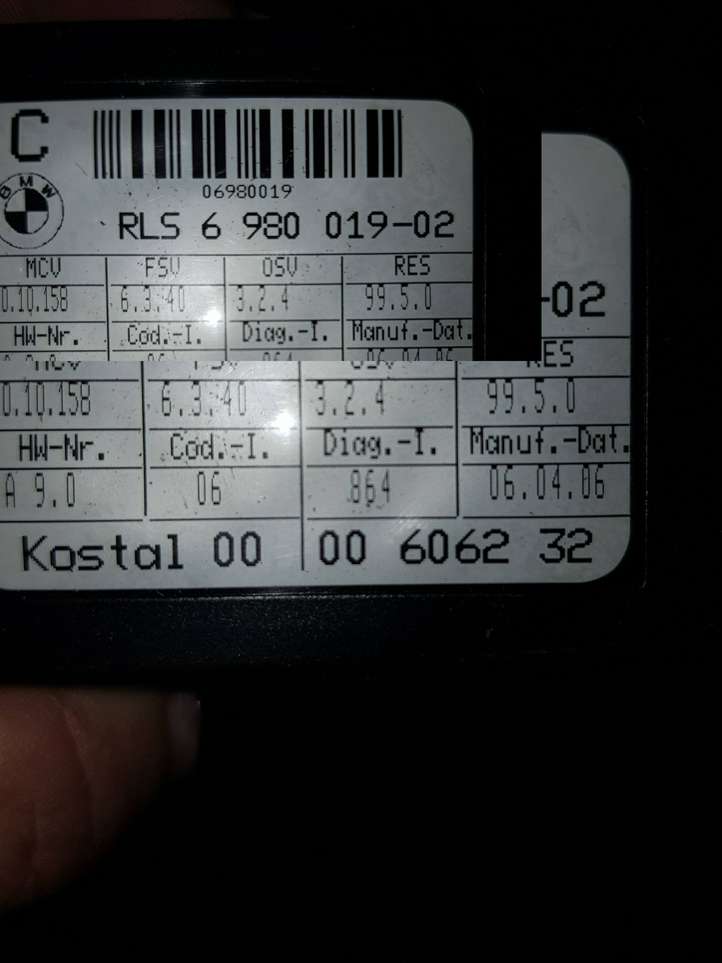 C
06980019
BMW
RLS 6 980 019-02
MCV FSV OSV RES
0.10.158 6.3.40 3.2.4 99.5.0
HW-Nr. Cod.-I. Diag.-I. Manuf.-Dat.
-02
RES
0.10.158 6.3.40 3.2.4 99.5.0
HW-Nr. Cod.-I. Diag.-I. Manuf.-Dat.
A 9.0 06 864 06.04.06
Kostal 00 00 6062 32